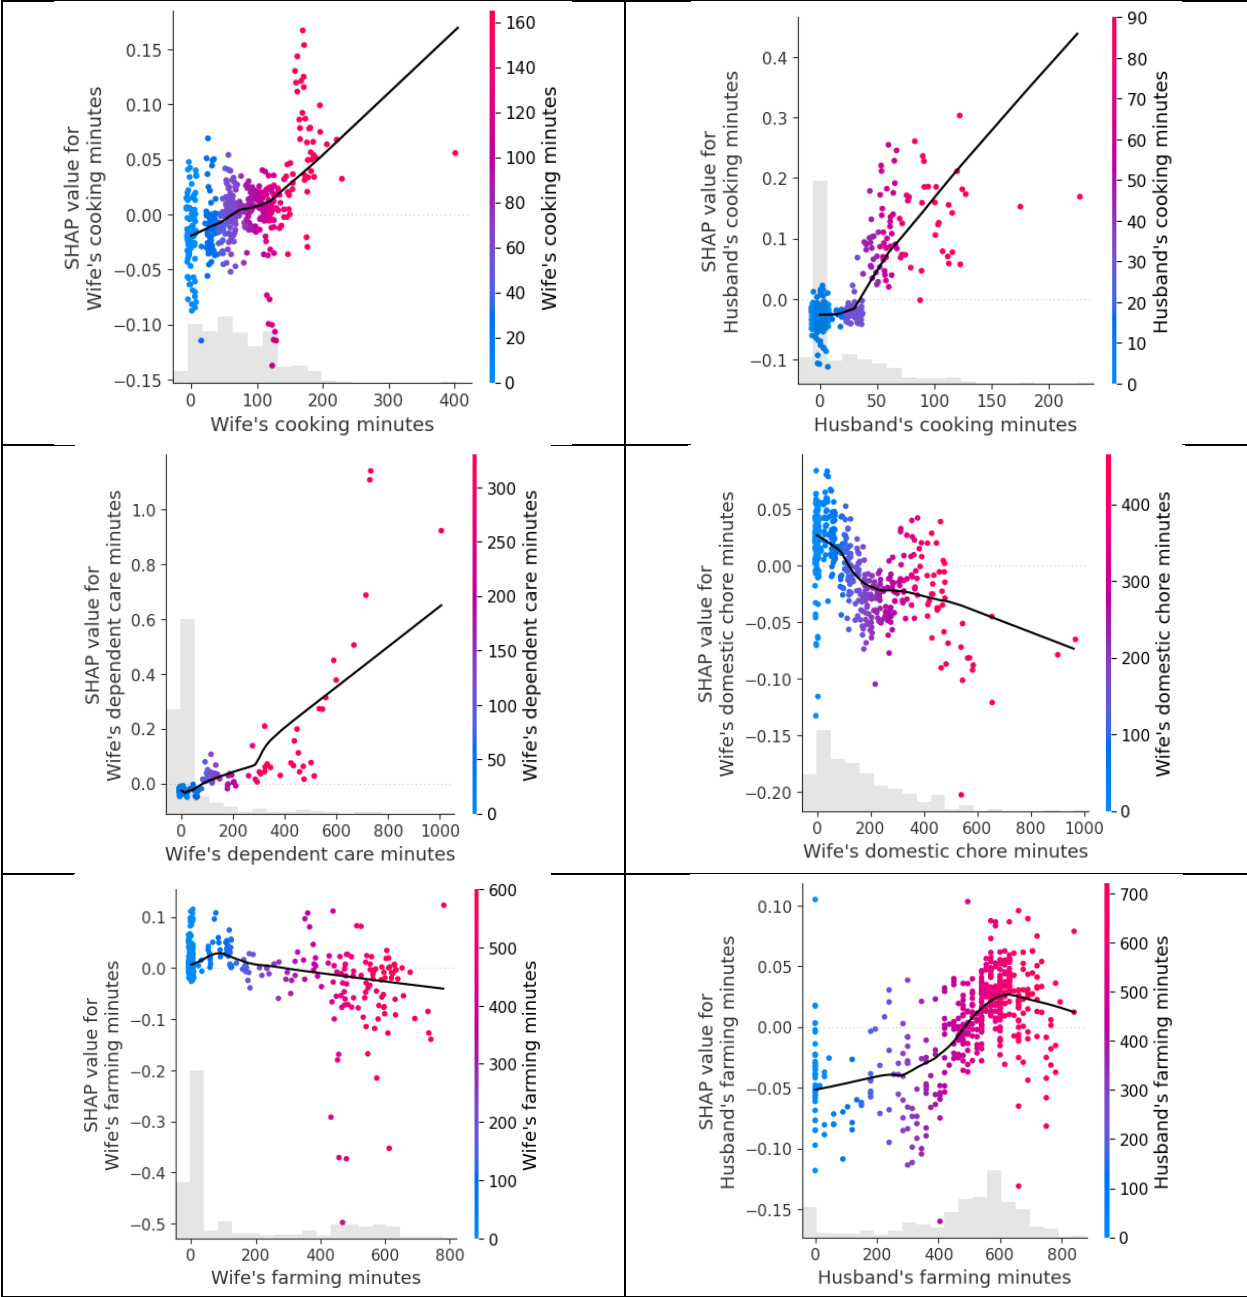 0.15
0.10
0.05
0.00
−0.05
−0.10
−0.15
0 100 200 300 400
SHAP value for
Wife's cooking minutes
Wife's cooking minutes
160
140
120
100
80
60
40
20
0
Wife's cooking minutes
0.4
0.3
0.2
0.1
0.0
−0.1
0 50 100 150 200
SHAP value for
Husband's cooking minutes
Husband's cooking minutes
90
80
70
60
50
40
30
20
10
0
Husband's cooking minutes
1.0
0.8
0.6
0.4
0.2
0.0
0 200 400 600 800 1000
SHAP value for
Wife's dependent care minutes
Wife's dependent care minutes
300
250
200
150
100
50
0
Wife's dependent care minutes
0.05
0.00
−0.05
−0.10
−0.15
−0.20
0 200 400 600 800 1000
SHAP value for
Wife's domestic chore minutes
Wife's domestic chore minutes
400
300
200
100
0
Wife's domestic chore minutes
0.1
0.0
−0.1
−0.2
−0.3
−0.4
−0.5
0 200 400 600 800
SHAP value for
Wife's farming minutes
Wife's farming minutes
600
500
400
300
200
100
0
Wife's farming minutes
0.10
0.05
0.00
−0.05
−0.10
−0.15
0 200 400 600 800
SHAP value for
Husband's farming minutes
Husband's farming minutes
700
600
500
400
300
200
100
0
Husband's farming minutes